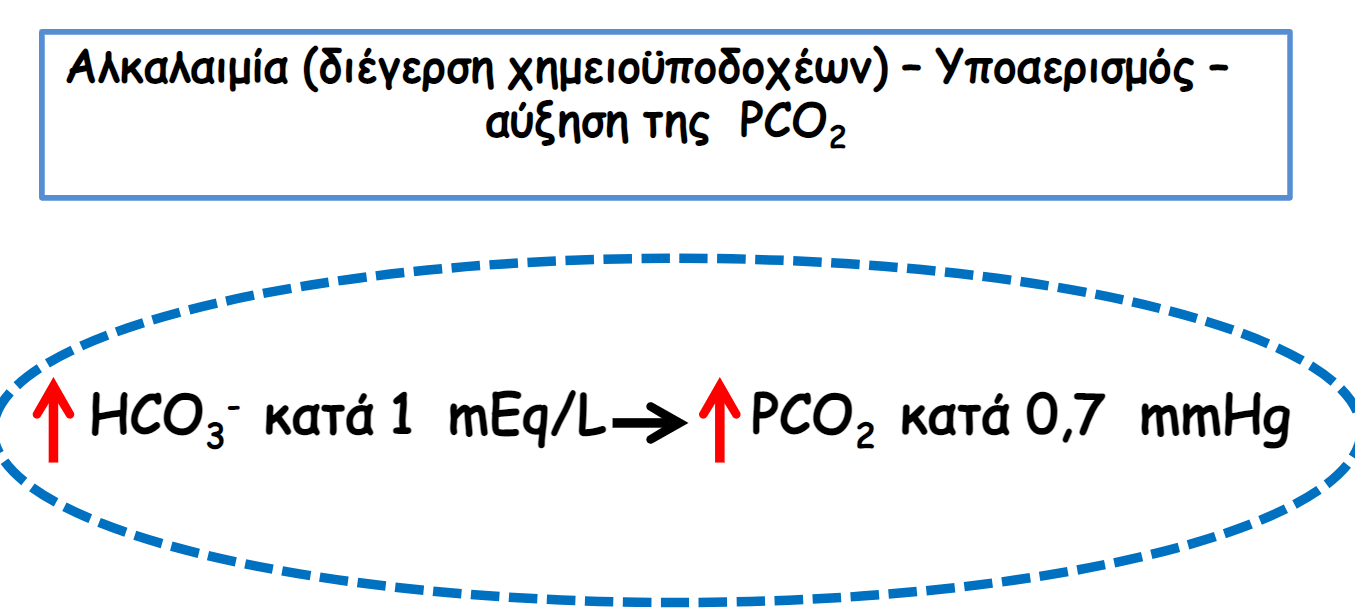 Αλκαλαιμία (διέγερση χημειοϋποδοχέων) – Υποαερισμός –
αύξηση της PCO₂
HCO₃⁻ κατά 1 mEq/L → PCO₂ κατά 0,7 mmHg